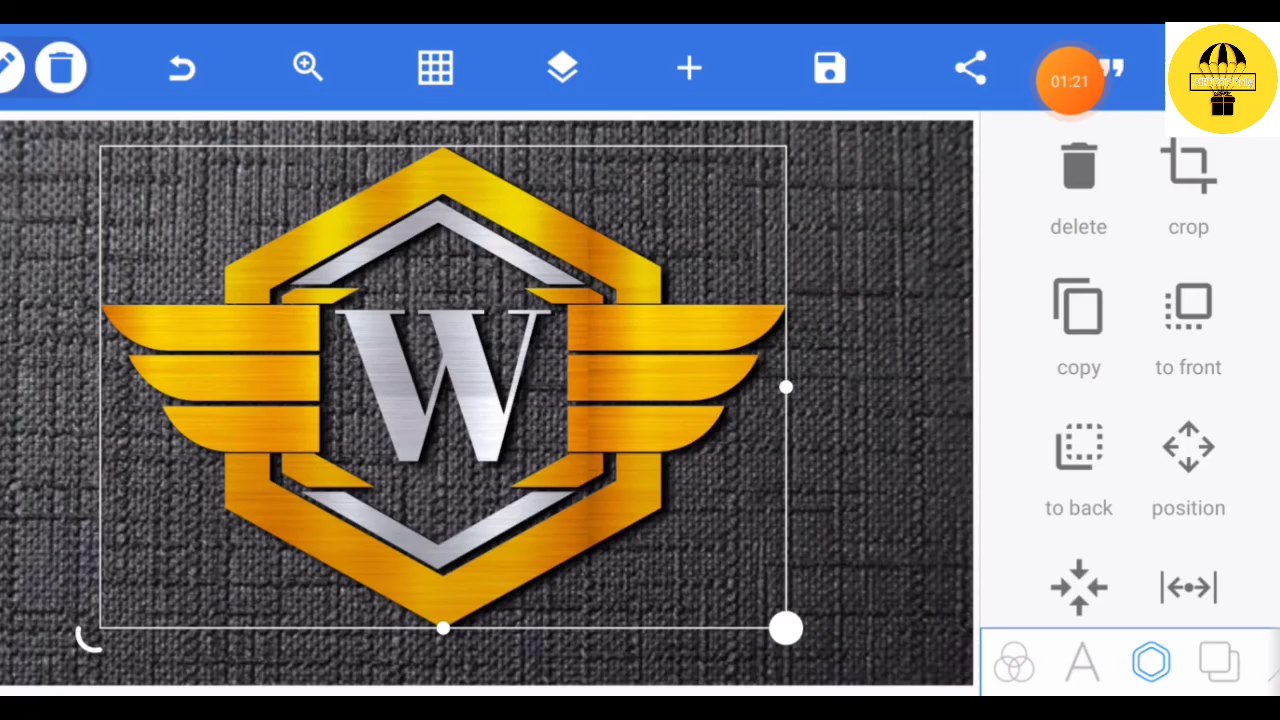 01:21
delete
crop
copy
to front
to back
position
W